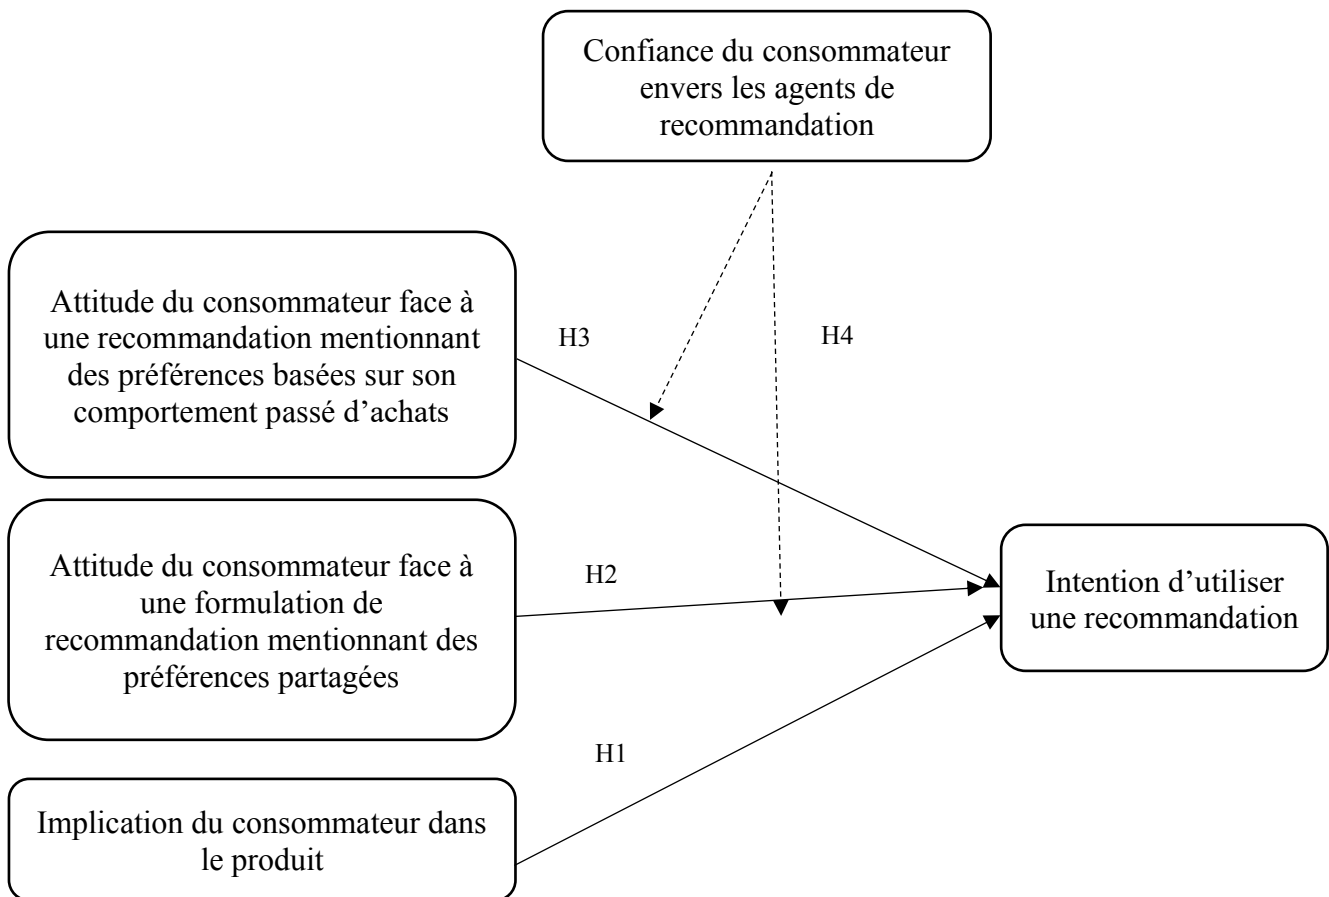 Confiance du consommateur
envers les agents de
recommandation
Attitude du consommateur face à
une recommandation mentionnant
des préférences basées sur son
comportement passé d’achats
H3
H4
Attitude du consommateur face à
une formulation de
recommandation mentionnant des
préférences partagées
H2
Intention d’utiliser
une recommandation
H1
Implication du consommateur dans
le produit